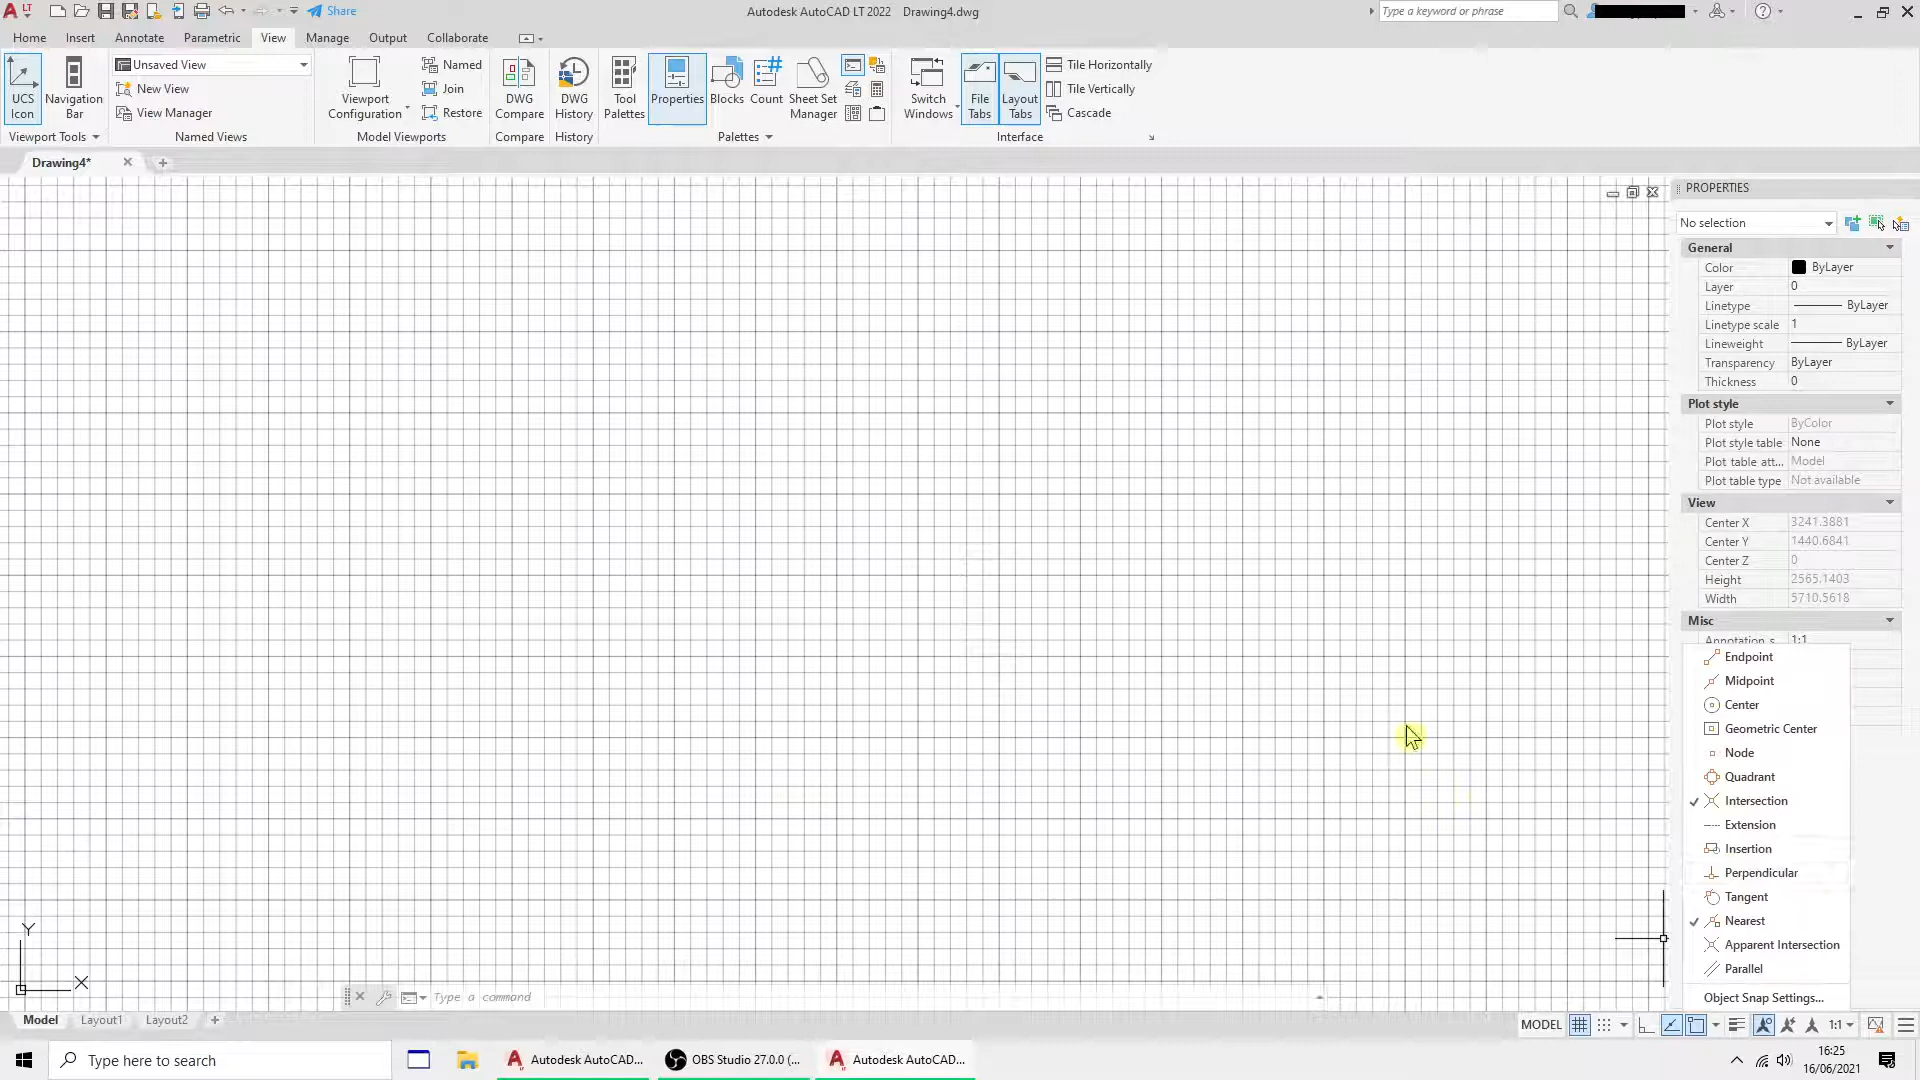 LT Share Autodesk AutoCAD LT 2022 Drawing4.dwg Type a keyword or phrase
Home Insert Annotate Parametric View Manage Output Collaborate
UCS Icon
Navigation Bar
Unsaved View
New View
View Manager
Viewport Configuration
Named
Join
Restore
DWG Compare
DWG History
Tool Palettes
Properties
Blocks
Count
Sheet Set Manager
Switch Windows
File Tabs
Layout Tabs
Tile Horizontally
Tile Vertically
Cascade
Viewport Tools Named Views Model Viewports Compare History Palettes Interface
Drawing4*
PROPERTIES
No selection
General
Color ByLayer
Layer 0
Linetype ByLayer
Linetype scale 1
Lineweight ByLayer
Transparency ByLayer
Thickness 0
Plot style
Plot style ByColor
Plot style table None
Plot table att... Model
Plot table type Not available
View
Center X 3241.3881
Center Y 1440.6841
Center Z 0
Height 2565.1403
Width 5710.5618
Misc
Annotation s 1:1
Endpoint
Midpoint
Center
Geometric Center
Node
Quadrant
Intersection
Extension
Insertion
Perpendicular
Tangent
Nearest
Apparent Intersection
Parallel
Object Snap Settings...
Y
X
Type a command
Model Layout1 Layout2 MODEL 1:1
Type here to search Autodesk AutoCAD... OBS Studio 27.0.0 (... Autodesk AutoCAD... 16:25
16/06/2021